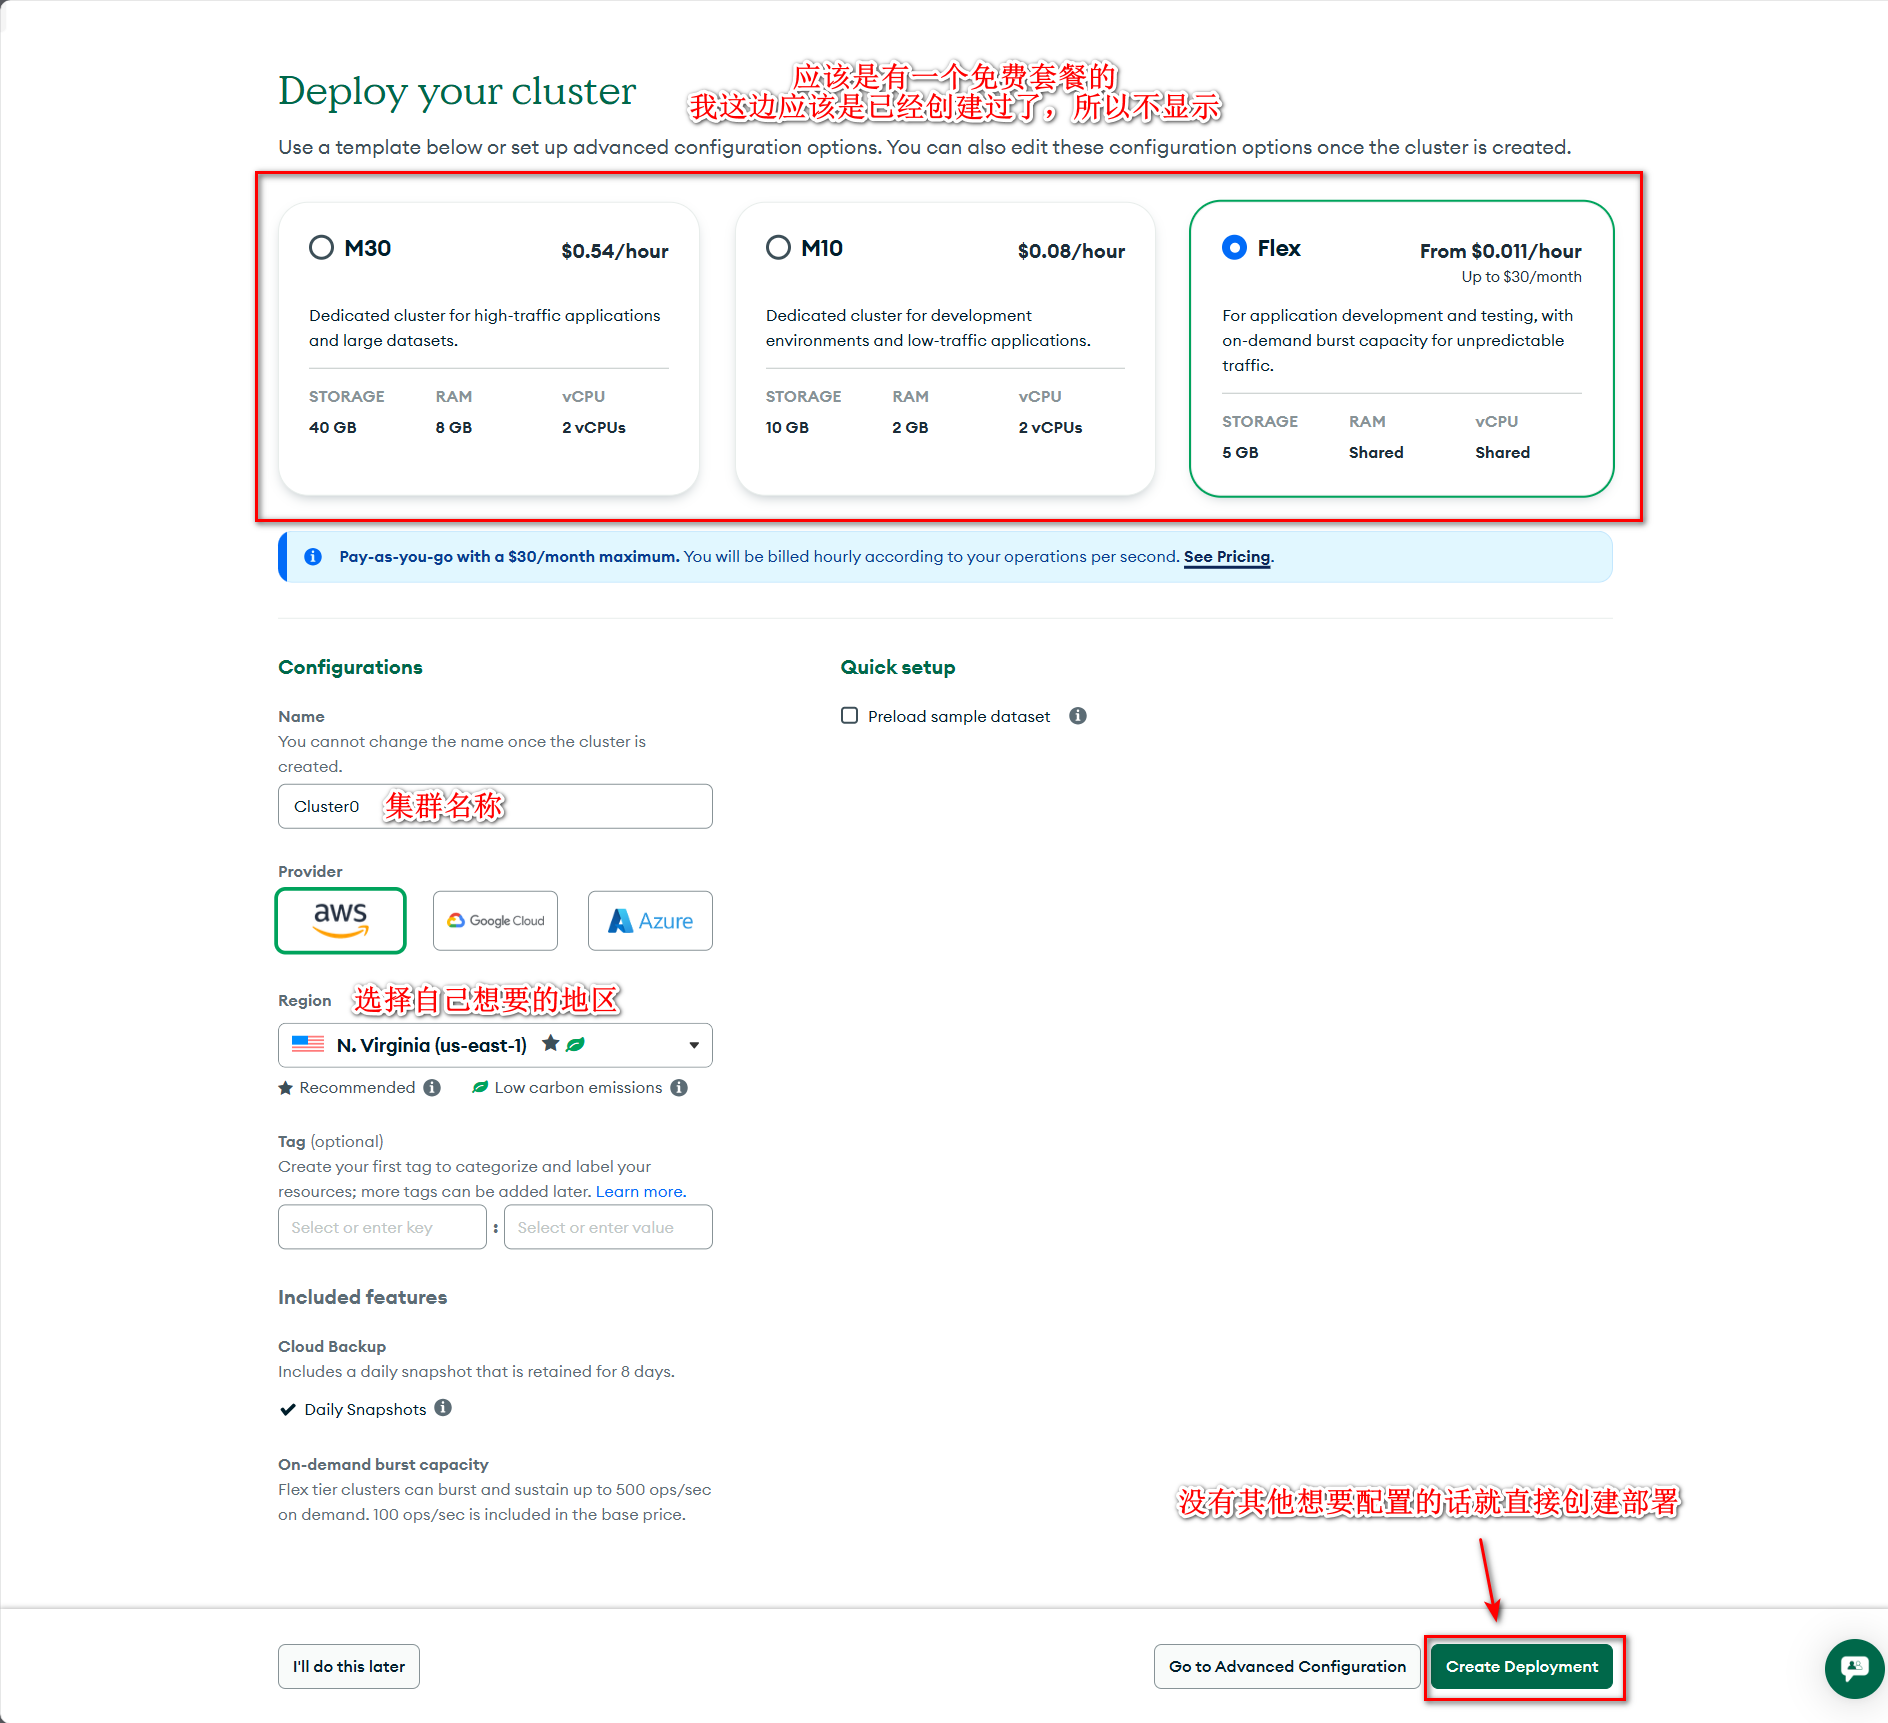 应该是有一个免费套餐的
Deploy your cluster
我这边应该是已经创建过了，所以不显示
Use a template below or set up advanced configuration options. You can also edit these configuration options once the cluster is created.
M30
$0.54/hour
Dedicated cluster for high-traffic applications
and large datasets.
STORAGE RAM vCPU
40 GB 8 GB 2 vCPUs
M10
$0.08/hour
Dedicated cluster for development
environments and low-traffic applications.
STORAGE RAM vCPU
10 GB 2 GB 2 vCPUs
Flex
From $0.011/hour
Up to $30/month
For application development and testing, with
on-demand burst capacity for unpredictable
traffic.
STORAGE RAM vCPU
5 GB Shared Shared
Pay-as-you-go with a $30/month maximum. You will be billed hourly according to your operations per second. See Pricing.
Configurations
Name
You cannot change the name once the cluster is
created.
Cluster0 集群名称
Provider
aws
Google Cloud
Azure
Region 选择自己想要的地区
N. Virginia (us-east-1)
Recommended
Low carbon emissions
Tag (optional)
Create your first tag to categorize and label your
resources; more tags can be added later. Learn more.
Select or enter key : Select or enter value
Included features
Cloud Backup
Includes a daily snapshot that is retained for 8 days.
Daily Snapshots
On-demand burst capacity
Flex tier clusters can burst and sustain up to 500 ops/sec
on demand. 100 ops/sec is included in the base price.
Quick setup
Preload sample dataset
没有其他想要配置的话就直接创建部署
I'll do this later
Go to Advanced Configuration
Create Deployment